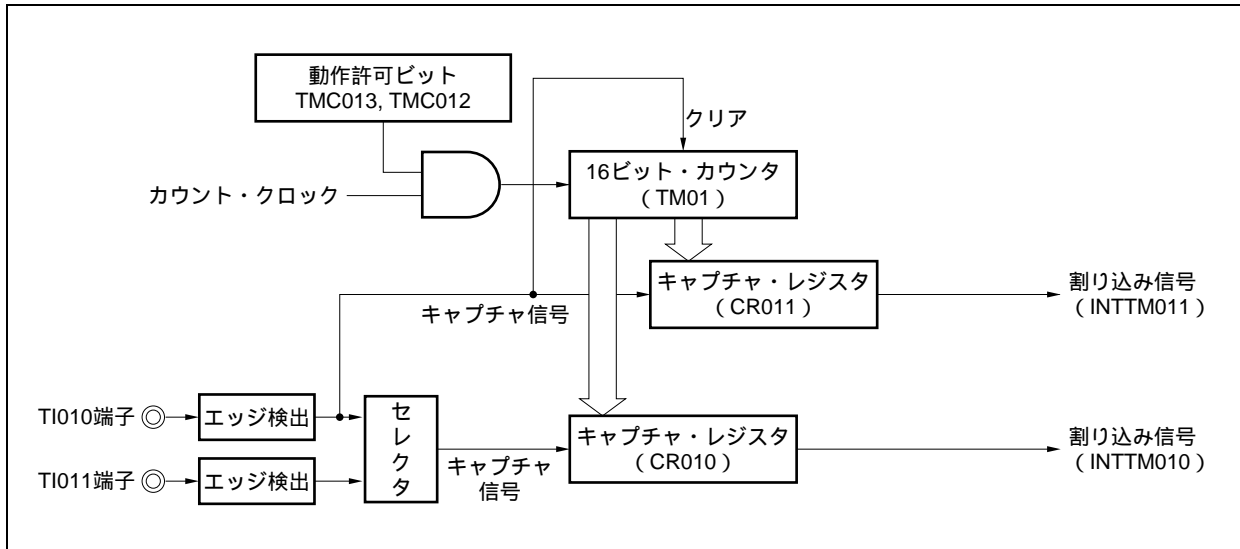 動作許可ビット
TMC013, TMC012
クリア
カウント・クロック
16ビット・カウンタ
（TM01）
キャプチャ・レジスタ
（CR011）
割り込み信号
（INTTM011）
キャプチャ信号
TI010端子
エッジ検出
セレクタ
キャプチャ・レジスタ
（CR010）
割り込み信号
（INTTM010）
キャプチャ
信号
TI011端子
エッジ検出